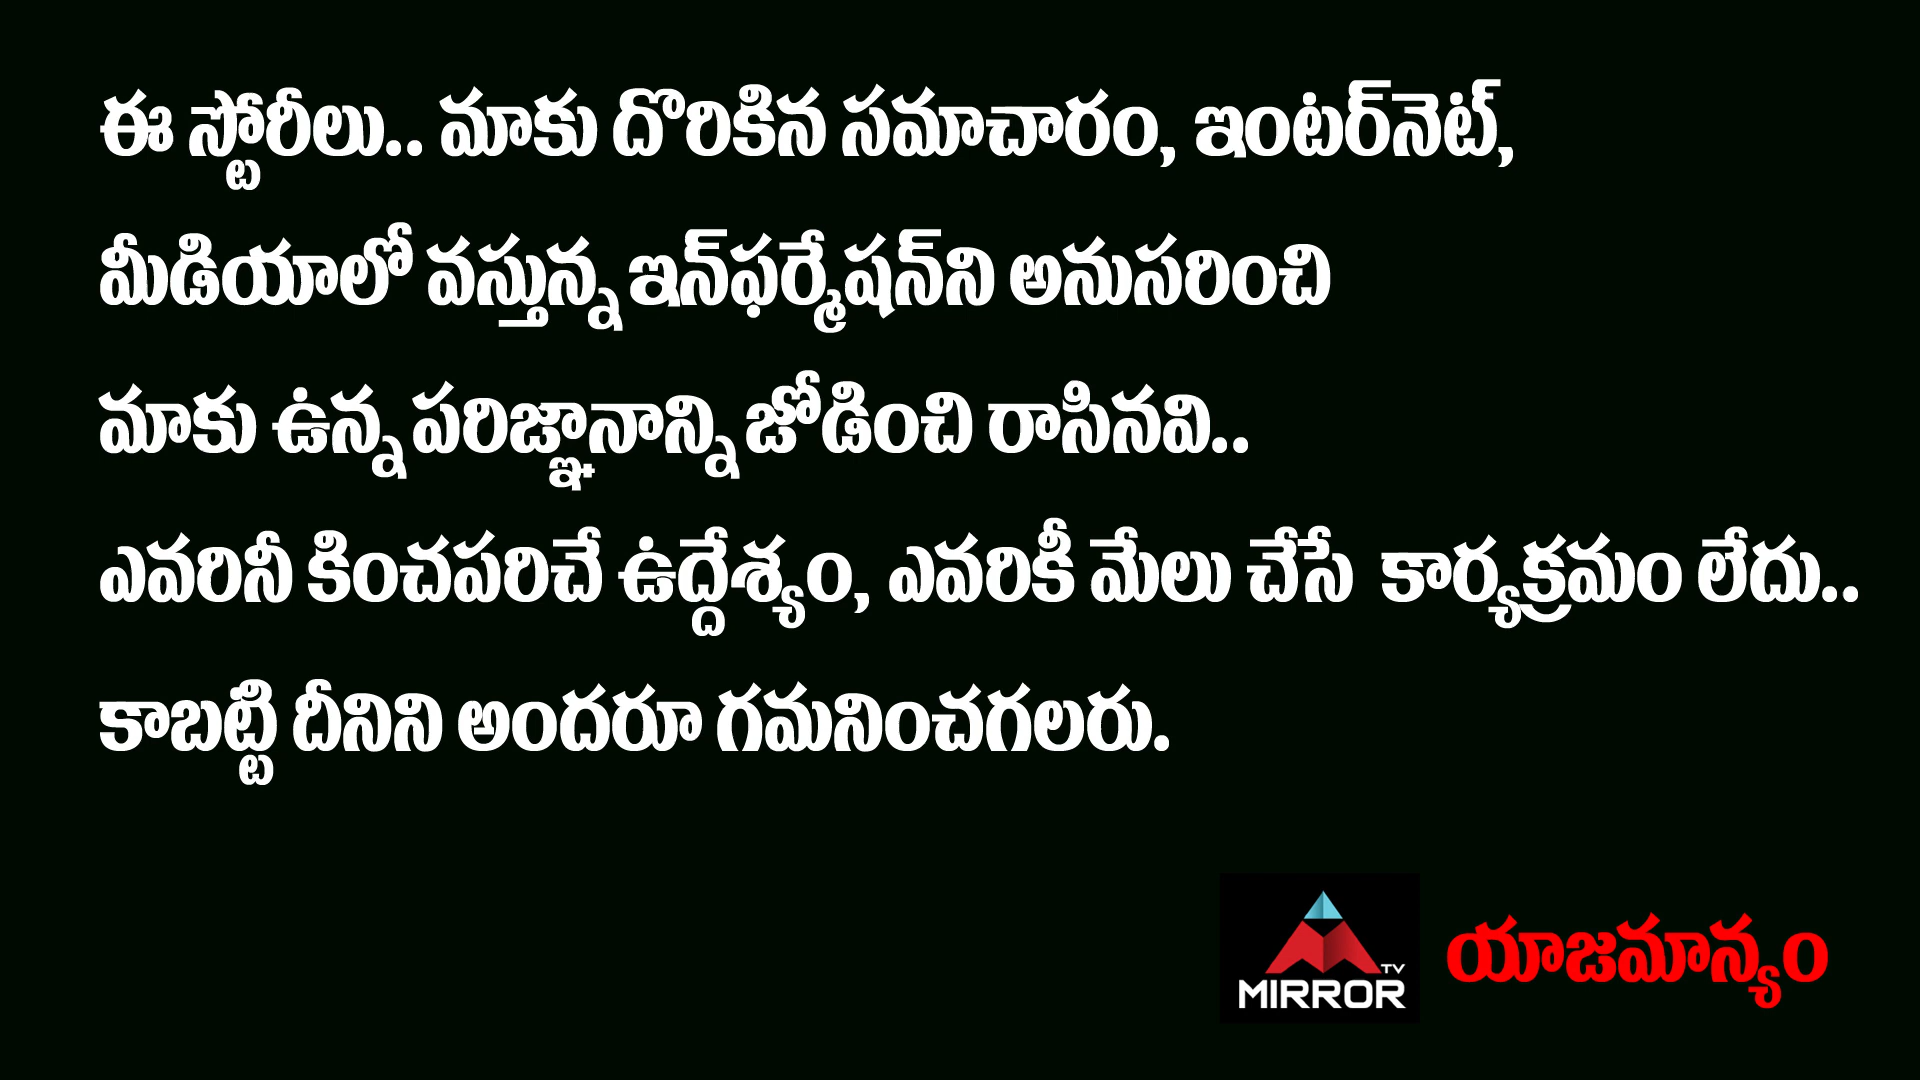 ఈ స్టోరీలు.. మాకు దొరికిన సమాచారం, ఇంటర్‌నెట్,
మీడియాలో వస్తున్న ఇన్‌ఫర్మేషన్‌ని అనుసరించి
మాకు ఉన్న పరిజ్ఞానాన్ని జోడించి రాసినవి..
ఎవరినీ కించపరిచే ఉద్దేశ్యం, ఎవరికీ మేలు చేసే కార్యక్రమం లేదు..
కాబట్టి దీనిని అందరూ గమనించగలరు.
TV
MIRROR
యాజమాన్యం